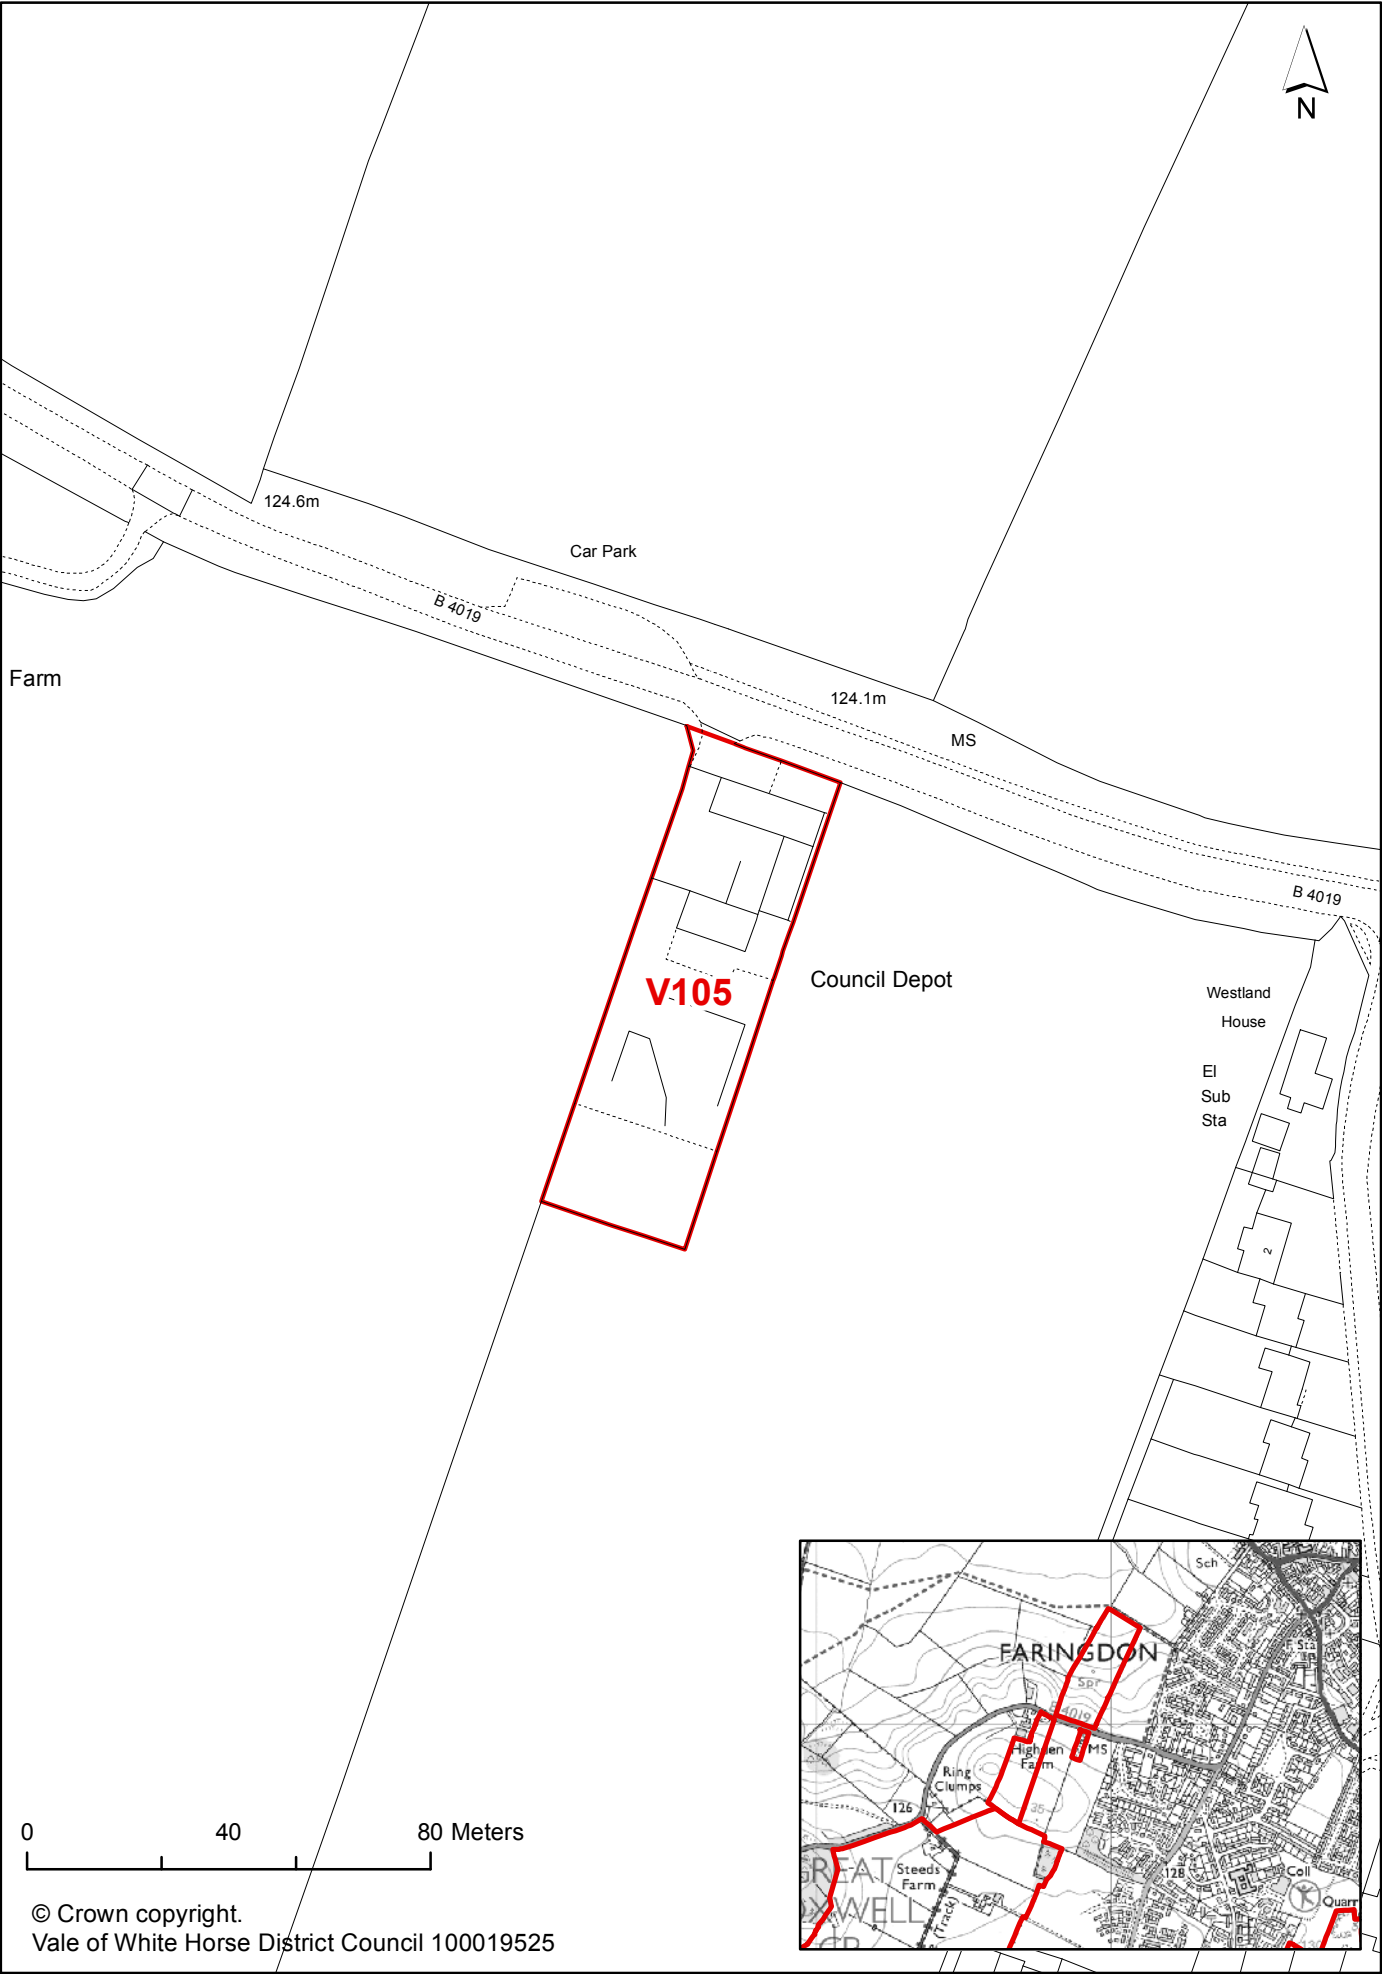 N
124.6m
Car Park
B 4019
Farm
124.1m
MS
B 4019
V105
Council Depot
Westland
House
El
Sub
Sta
2
Sch
FARINGDON
F Sta
Spr
B 4019
Highden
Farm
MS
Ring
Clumps
126
GREAT
Steeds
Farm
128
Coll
Quarr
(Track)
0 40 80 Meters
© Crown copyright.
Vale of White Horse District Council 100019525